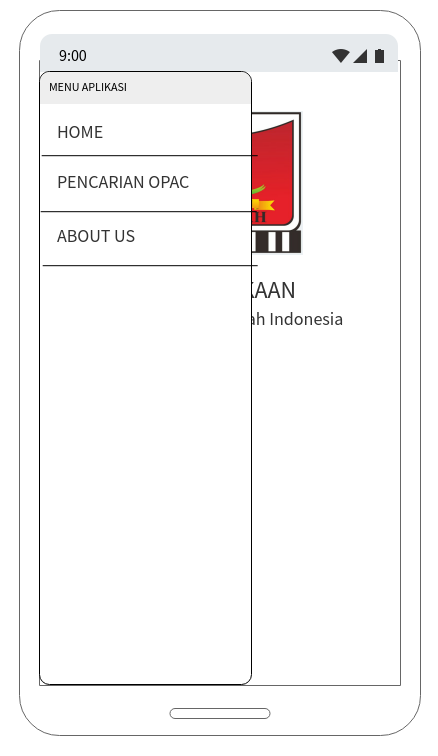 9:00
MENU APLIKASI
HOME
PENCARIAN OPAC
ABOUT US
KAAN
ah Indonesia